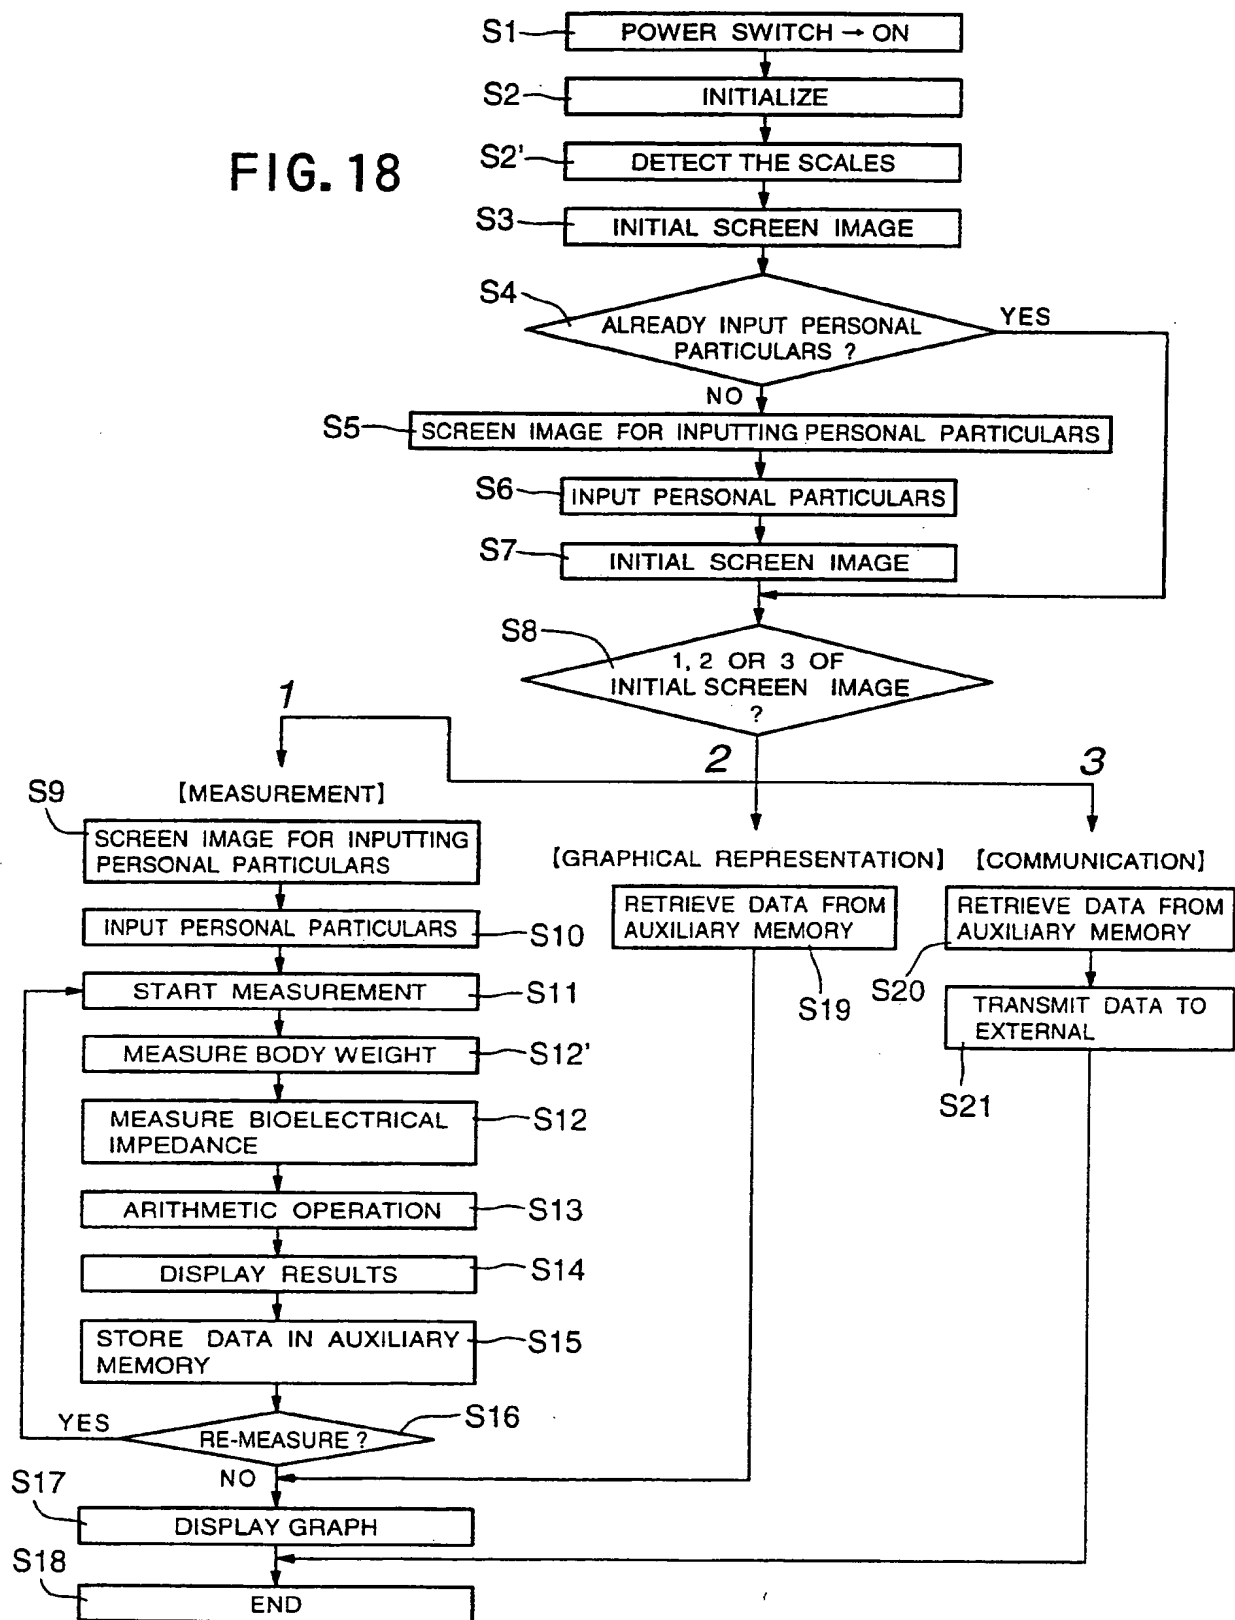 S1
POWER SWITCH → ON
S2
INITIALIZE
FIG. 18
S2'
DETECT THE SCALES
S3
INITIAL SCREEN IMAGE
S4
ALREADY INPUT PERSONAL
PARTICULARS ?
YES
NO
S5
SCREEN IMAGE FOR INPUTTING PERSONAL PARTICULARS
S6
INPUT PERSONAL PARTICULARS
S7
INITIAL SCREEN IMAGE
S8
1, 2 OR 3 OF
INITIAL SCREEN IMAGE
?
1
2
3
S9
[MEASUREMENT]
SCREEN IMAGE FOR INPUTTING
PERSONAL PARTICULARS
INPUT PERSONAL PARTICULARS
S10
START MEASUREMENT
S11
MEASURE BODY WEIGHT
S12'
MEASURE BIOELECTRICAL
IMPEDANCE
S12
ARITHMETIC OPERATION
S13
DISPLAY RESULTS
S14
STORE DATA IN AUXILIARY
MEMORY
S15
YES
RE-MEASURE ?
S16
NO
S17
DISPLAY GRAPH
S18
END
[GRAPHICAL REPRESENTATION]
RETRIEVE DATA FROM
AUXILIARY MEMORY
S19
[COMMUNICATION]
RETRIEVE DATA FROM
AUXILIARY MEMORY
S20
TRANSMIT DATA TO
EXTERNAL
S21